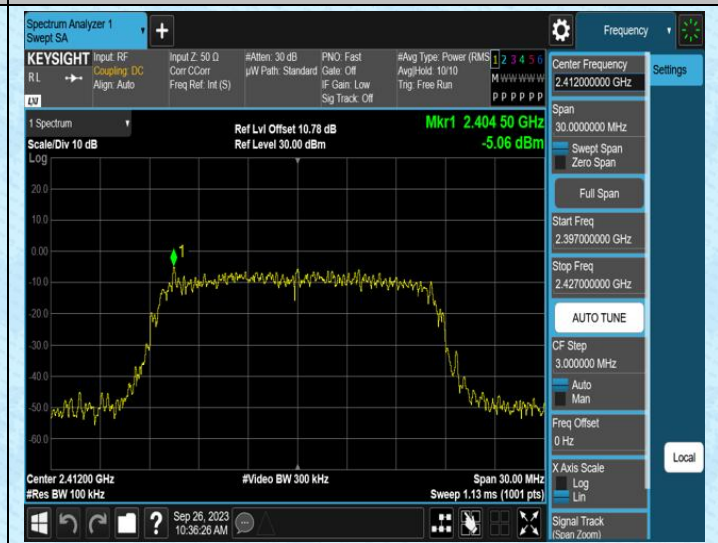 Spectrum Analyzer 1
Swept SA
+
Frequency
KEYSIGHT
RL
LXI
Input: RF
Coupling: DC
Align: Auto
Input Z: 50 Ω
Corr CCorr
Freq Ref: Int (S)
#Atten: 30 dB
µW Path: Standard
PNO: Fast
Gate: Off
IF Gain: Low
Sig Track: Off
#Avg Type: Power (RMS
Avg|Hold: 10/10
Trig: Free Run
1 2 3 4 5 6
M W W W W W
P P P P P P
1 Spectrum
Scale/Div 10 dB
Log
Ref Lvl Offset 10.78 dB
Ref Level 30.00 dBm
Mkr1 2.404 50 GHz
-5.06 dBm
20.0
10.0
0.00
-10.0
-20.0
-30.0
-40.0
-50.0
-60.0
1
Center 2.41200 GHz
#Res BW 100 kHz
#Video BW 300 kHz
Span 30.00 MHz
Sweep 1.13 ms (1001 pts)
Center Frequency
2.412000000 GHz
Settings
Span
30.0000000 MHz
Swept Span
Zero Span
Full Span
Start Freq
2.397000000 GHz
Stop Freq
2.427000000 GHz
AUTO TUNE
CF Step
3.000000 MHz
Auto
Man
Freq Offset
0 Hz
X Axis Scale
Log
Lin
Local
Signal Track
(Span Zoom)
?
Sep 26, 2023
10:36:26 AM